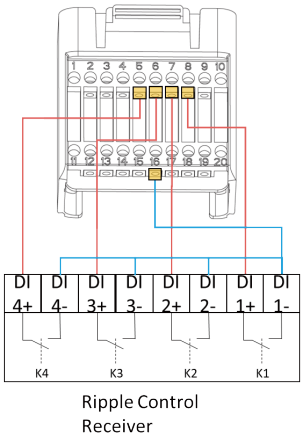 1 2 3 4 5 6 7 8 9 10
11 12 13 14 15 16 17 18 19 20
DI DI DI DI DI DI DI DI
4+ 4- 3+ 3- 2+ 2- 1+ 1-
K4 K3 K2 K1
Ripple Control
Receiver